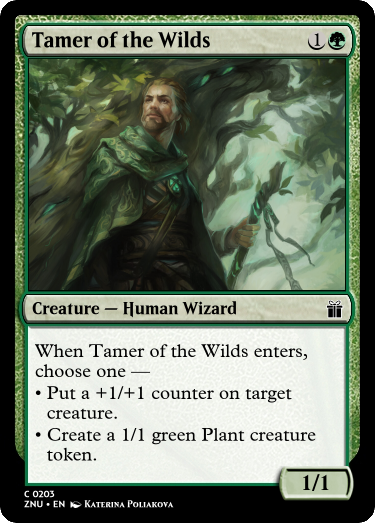 Tamer of the Wilds 1
Creature — Human Wizard
When Tamer of the Wilds enters,
choose one —
• Put a +1/+1 counter on target
creature.
• Create a 1/1 green Plant creature
token.
1/1
C 0203
ZNU • EN Katerina Poliakova